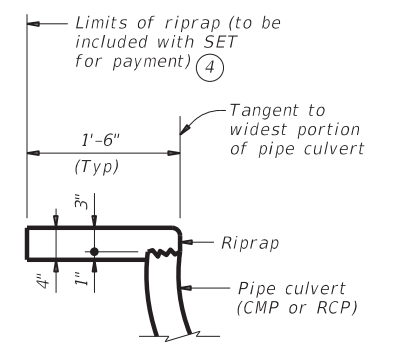 Limits of riprap (to be
included with SET
for payment) 4
Tangent to
widest portion
of pipe culvert
1'-6"
(Typ)
3"
Riprap
4"
1"
Pipe culvert
(CMP or RCP)